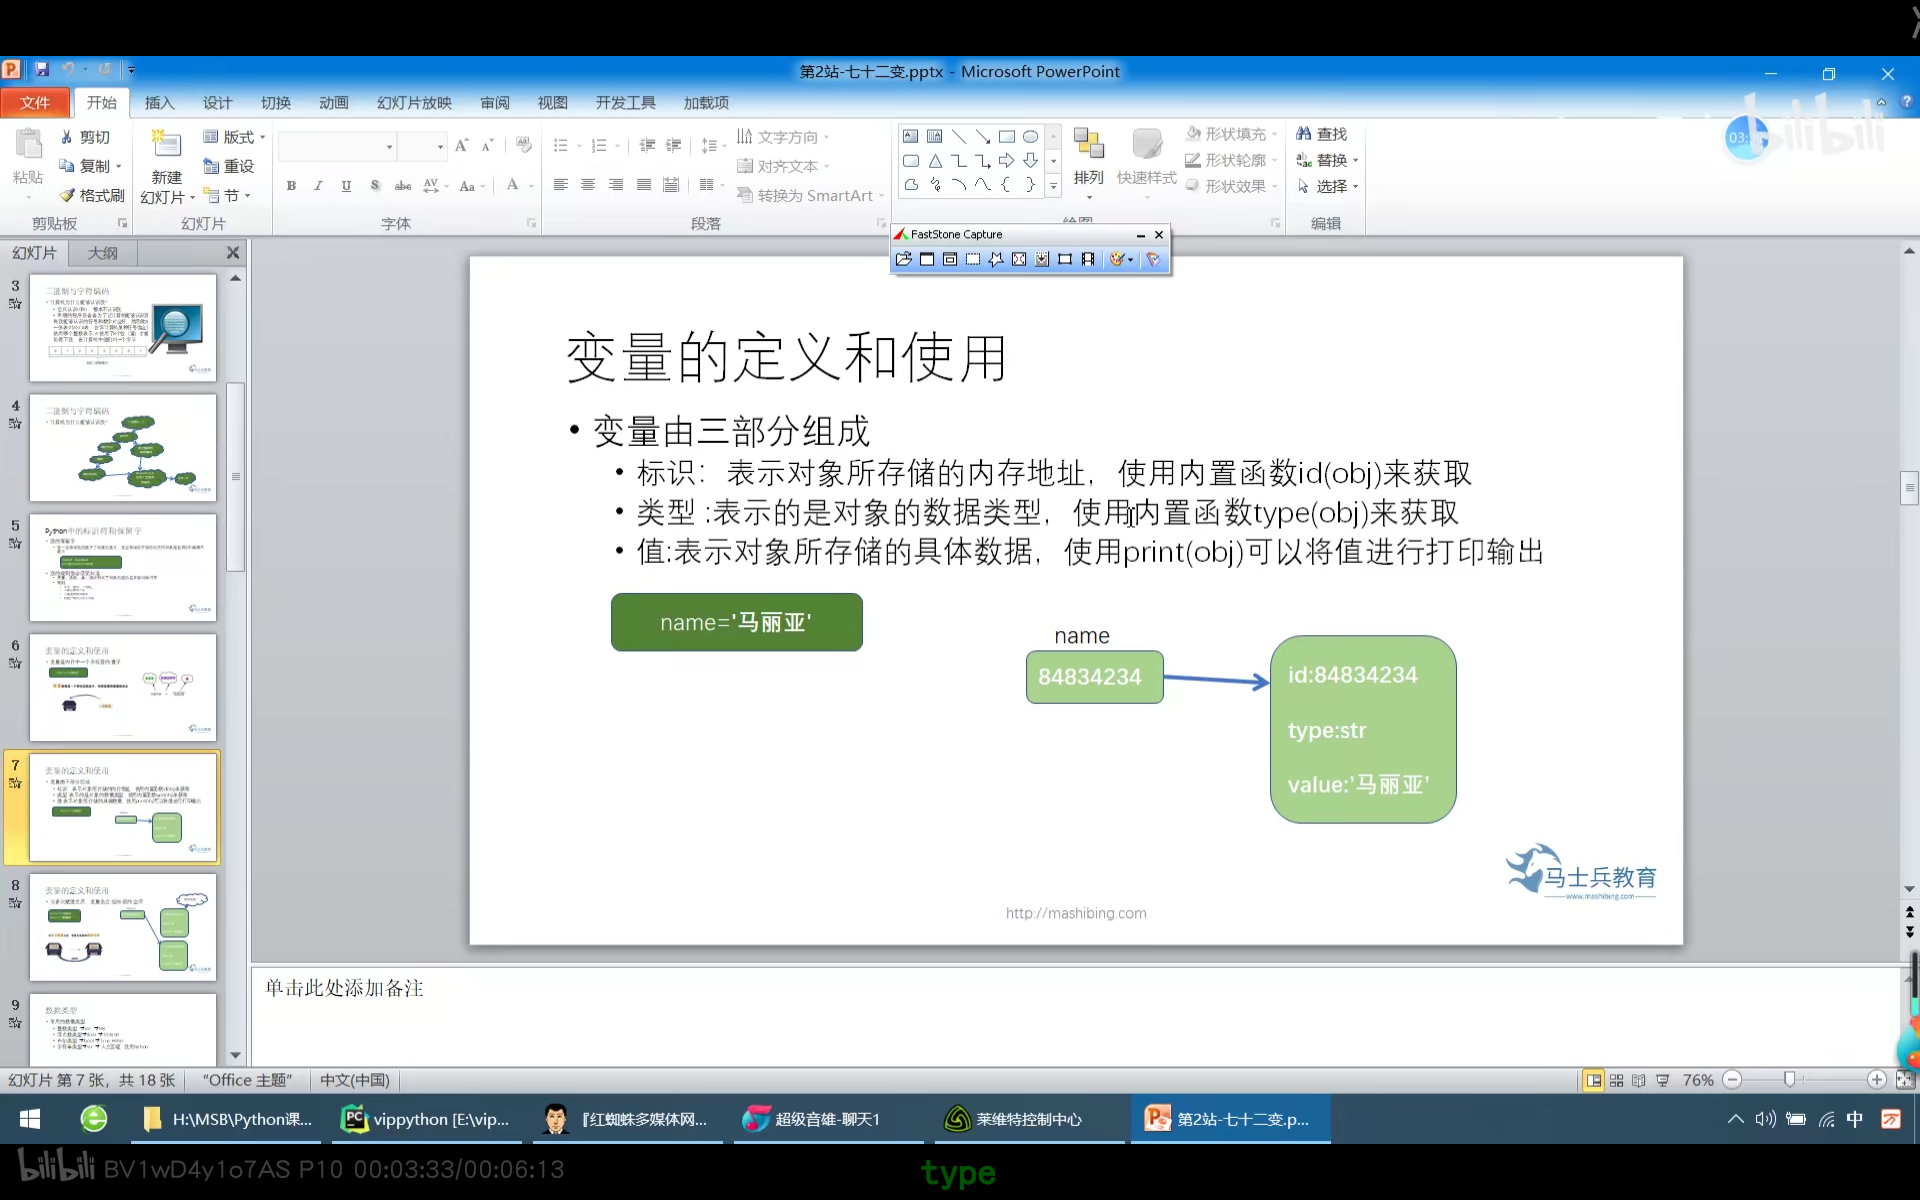 第2站-七十二变.pptx - Microsoft PowerPoint
文件 开始 插入 设计 切换 动画 幻灯片放映 审阅 视图 开发工具 加载项
bilibili
03:
粘贴 剪切 复制 格式刷 剪贴板
新建幻灯片 版式 重设 节 幻灯片
字体
文字方向 对齐文本 转换为 SmartArt 段落
排列 快速样式 形状填充 形状轮廓 形状效果
查找 替换 选择 编辑
FastStone Capture
幻灯片 大纲
3
二进制与字符编码
4
二进制与字符编码
5
Python中的标识符和保留字
6
变量的定义和使用
7
变量的定义和使用
8
变量的定义和使用
9
数据类型
变量的定义和使用
• 变量由三部分组成
• 标识：表示对象所存储的内存地址，使用内置函数id(obj)来获取
• 类型 :表示的是对象的数据类型，使用内置函数type(obj)来获取
• 值:表示对象所存储的具体数据，使用print(obj)可以将值进行打印输出
name='马丽亚'
name
84834234
id:84834234
type:str
value:’马丽亚’
马士兵教育
www.mashibing.com
http://mashibing.com
单击此处添加备注
幻灯片 第 7 张，共 18 张 “Office 主题” 中文(中国) 76%
H:\MSB\Python课... vippython [E:\vip... 『红蜘蛛多媒体网... 超级音雄-聊天1 莱维特控制中心 第2站-七十二变.p... 中
bilibili BV1wD4y1o7AS P10 00:03:33/00:06:13
type